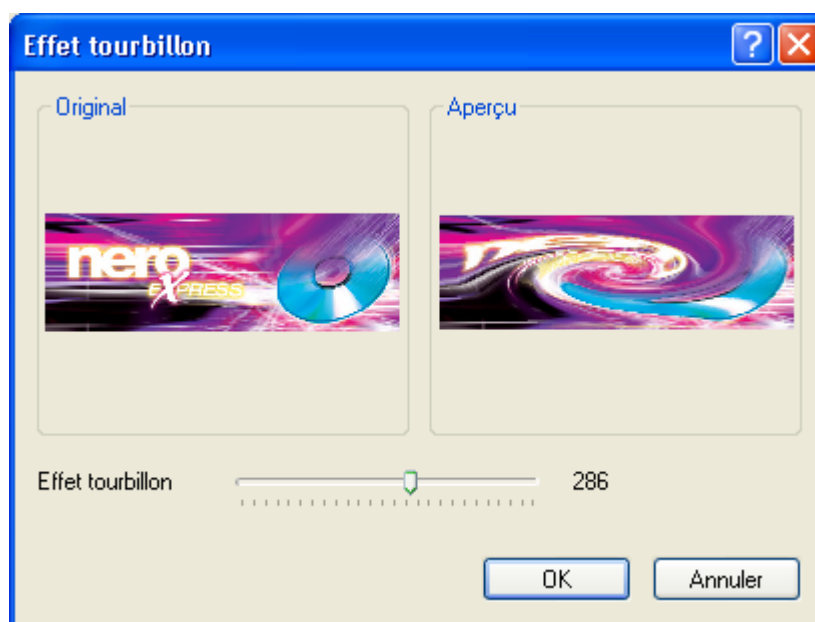 Effet tourbillon
Original
Aperçu
nero
EXPRESS
Effet tourbillon
286
OK
Annuler